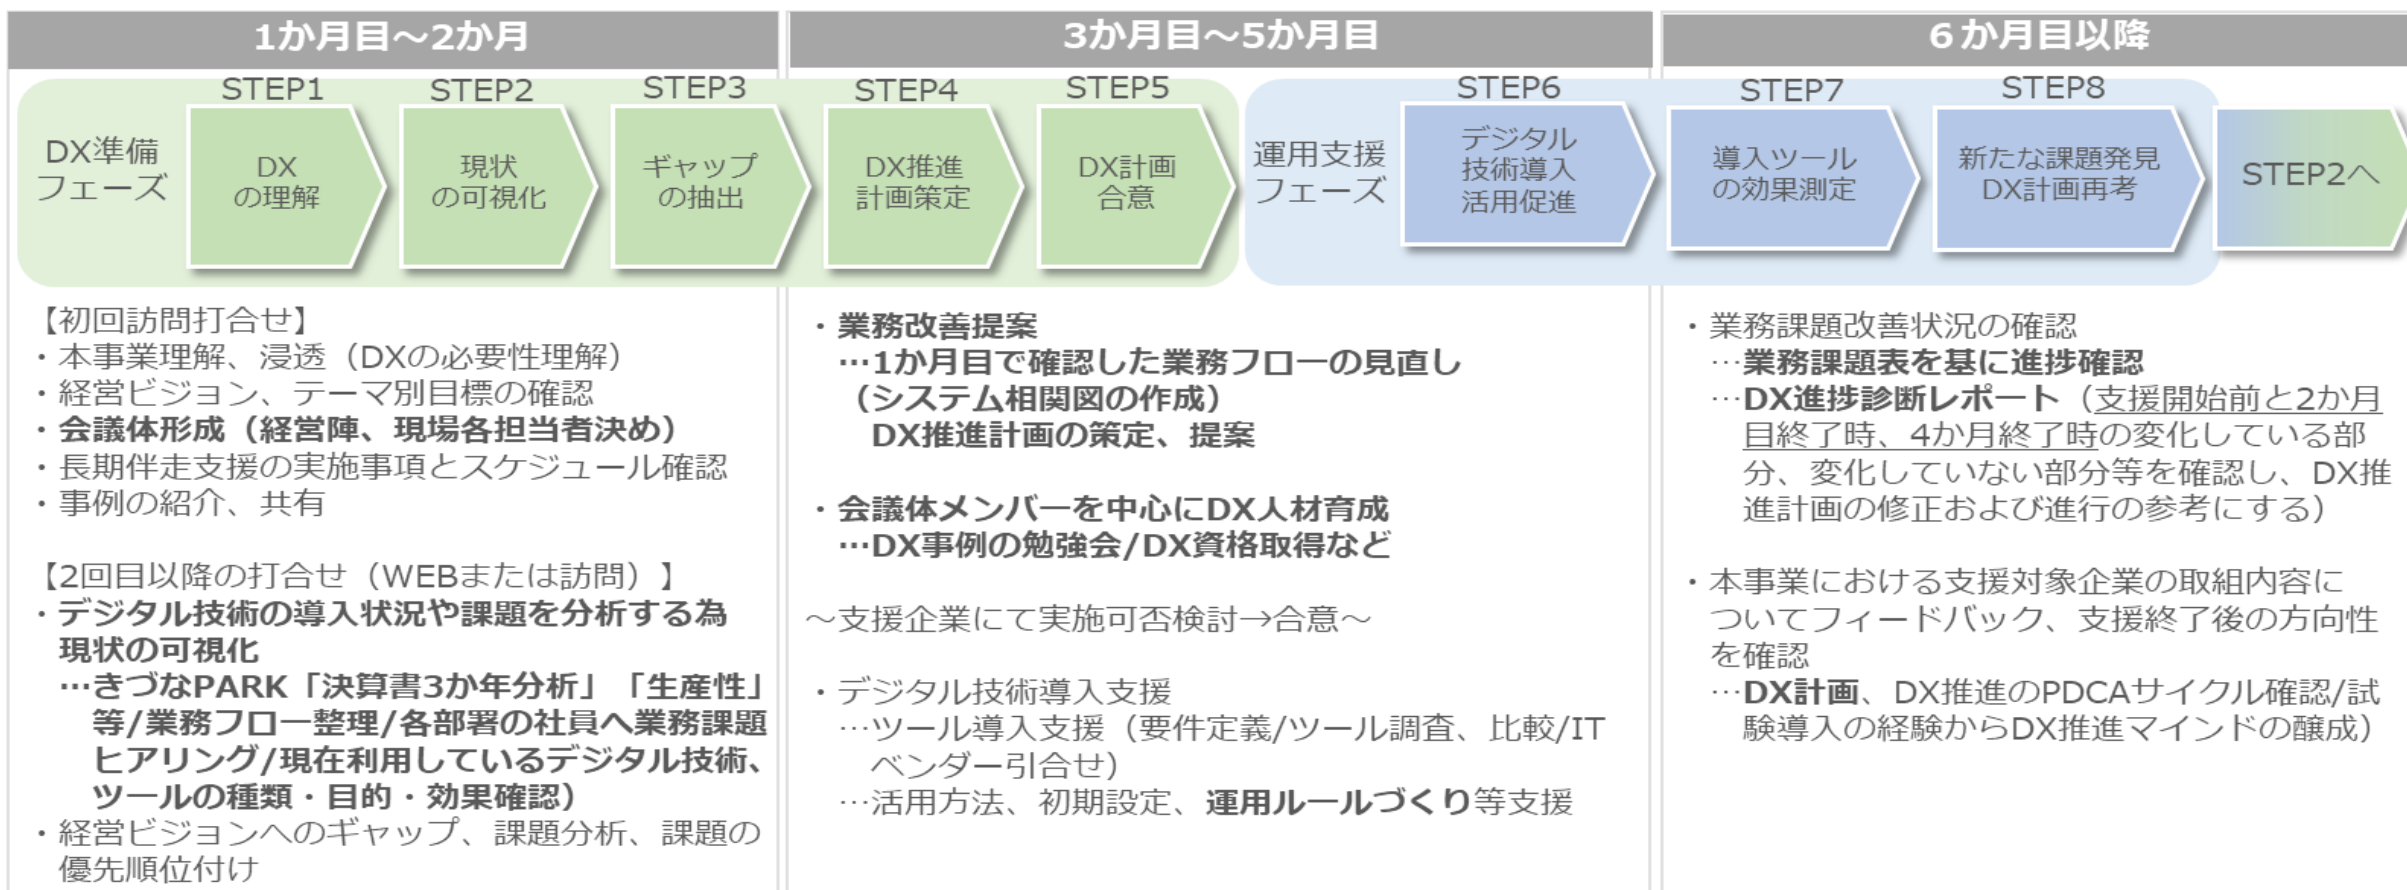 1か月目～2か月
3か月目～5か月目
６か月目以降
DX準備
フェーズ
STEP1
DX
の理解
STEP2
現状
の可視化
STEP3
ギャップ
の抽出
STEP4
DX推進
計画策定
STEP5
DX計画
合意
運用支援
フェーズ
STEP6
デジタル
技術導入
活用促進
STEP7
導入ツール
の効果測定
STEP8
新たな課題発見
DX計画再考
STEP2へ
【初回訪問打合せ】
・本事業理解、浸透（DXの必要性理解）
・経営ビジョン、テーマ別目標の確認
・会議体形成（経営陣、現場各担当者決め）
・長期伴走支援の実施事項とスケジュール確認
・事例の紹介、共有
【2回目以降の打合せ（WEBまたは訪問）】
・デジタル技術の導入状況や課題を分析する為
現状の可視化
…きづなPARK「決算書3か年分析」「生産性」
等/業務フロー整理/各部署の社員へ業務課題
ヒアリング/現在利用しているデジタル技術、
ツールの種類・目的・効果確認）
・経営ビジョンへのギャップ、課題分析、課題の
優先順位付け
・業務改善提案
…1か月目で確認した業務フローの見直し
（システム相関図の作成）
DX推進計画の策定、提案
・会議体メンバーを中心にDX人材育成
…DX事例の勉強会/DX資格取得など
～支援企業にて実施可否検討→合意～
・デジタル技術導入支援
…ツール導入支援（要件定義/ツール調査、比較/IT
ベンダー引合せ）
…活用方法、初期設定、運用ルールづくり等支援
・業務課題改善状況の確認
…業務課題表を基に進捗確認
…DX進捗診断レポート（支援開始前と2か月
目終了時、4か月終了時の変化している部
分、変化していない部分等を確認し、DX推
進計画の修正および進行の参考にする）
・本事業における支援対象企業の取組内容に
ついてフィードバック、支援終了後の方向性
を確認
…DX計画、DX推進のPDCAサイクル確認/試
験導入の経験からDX推進マインドの醸成）